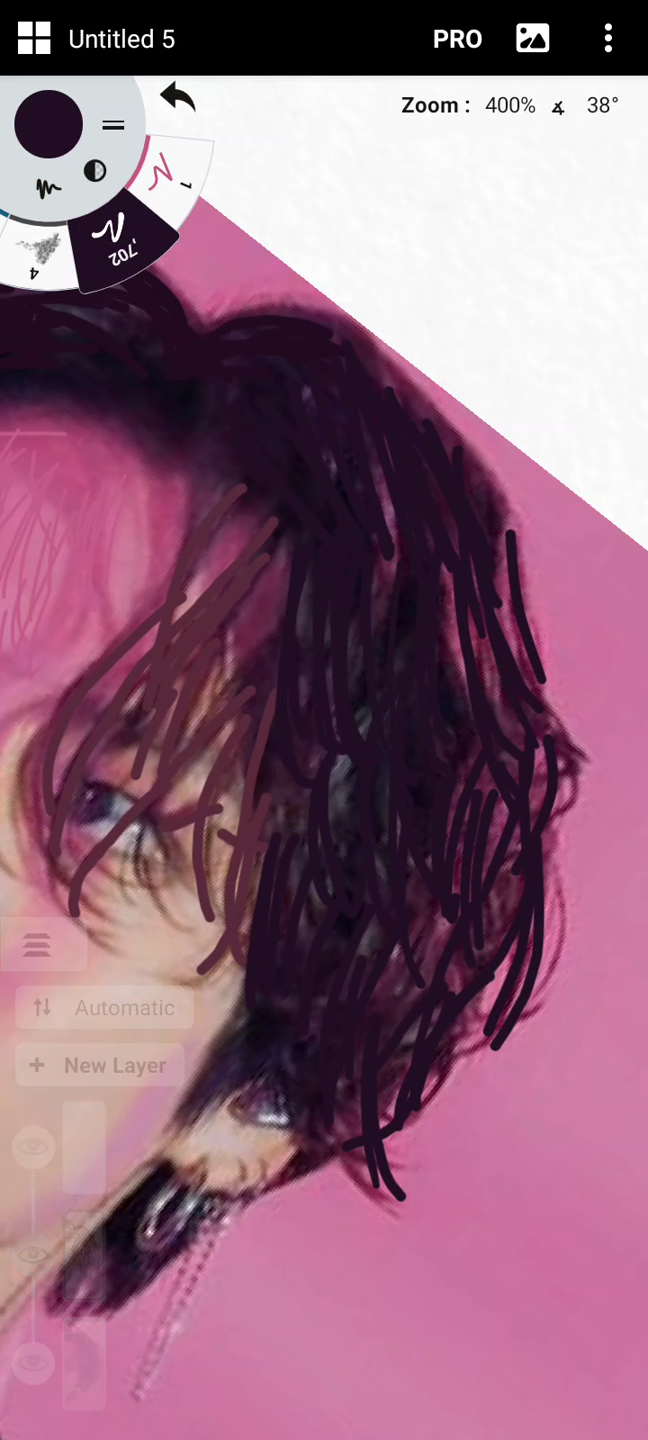 Untitled 5
PRO
Zoom : 400% 38°
1
,702
4
Automatic
+ New Layer